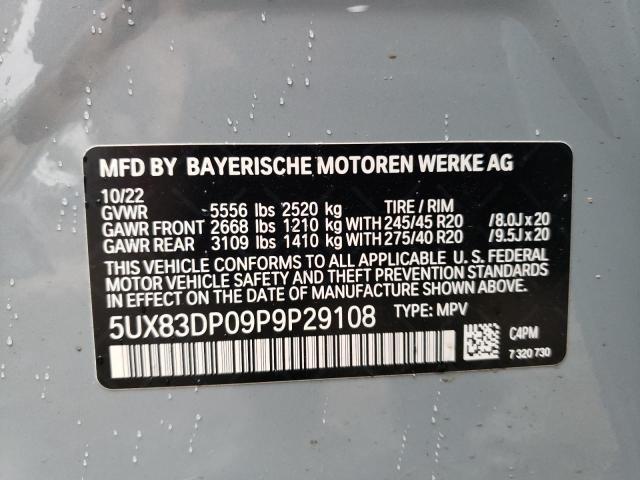 MFD BY BAYERISCHE MOTOREN WERKE AG
10/22
GVWR 5556 lbs 2520 kg TIRE / RIM
GAWR FRONT 2668 lbs 1210 kg WITH 245/45 R20 /8.0J x 20
GAWR REAR 3109 lbs 1410 kg WITH 275/40 R20 /9.5J x 20
THIS VEHICLE CONFORMS TO ALL APPLICABLE U.S. FEDERAL
MOTOR VEHICLE SAFETY AND THEFT PREVENTION STANDARDS
IN EFFECT ON THE DATE OF MANUFACTURE SHOWN ABOVE.
5UX83DP09P9P29108 TYPE: MPV
C4PM
7 320 730